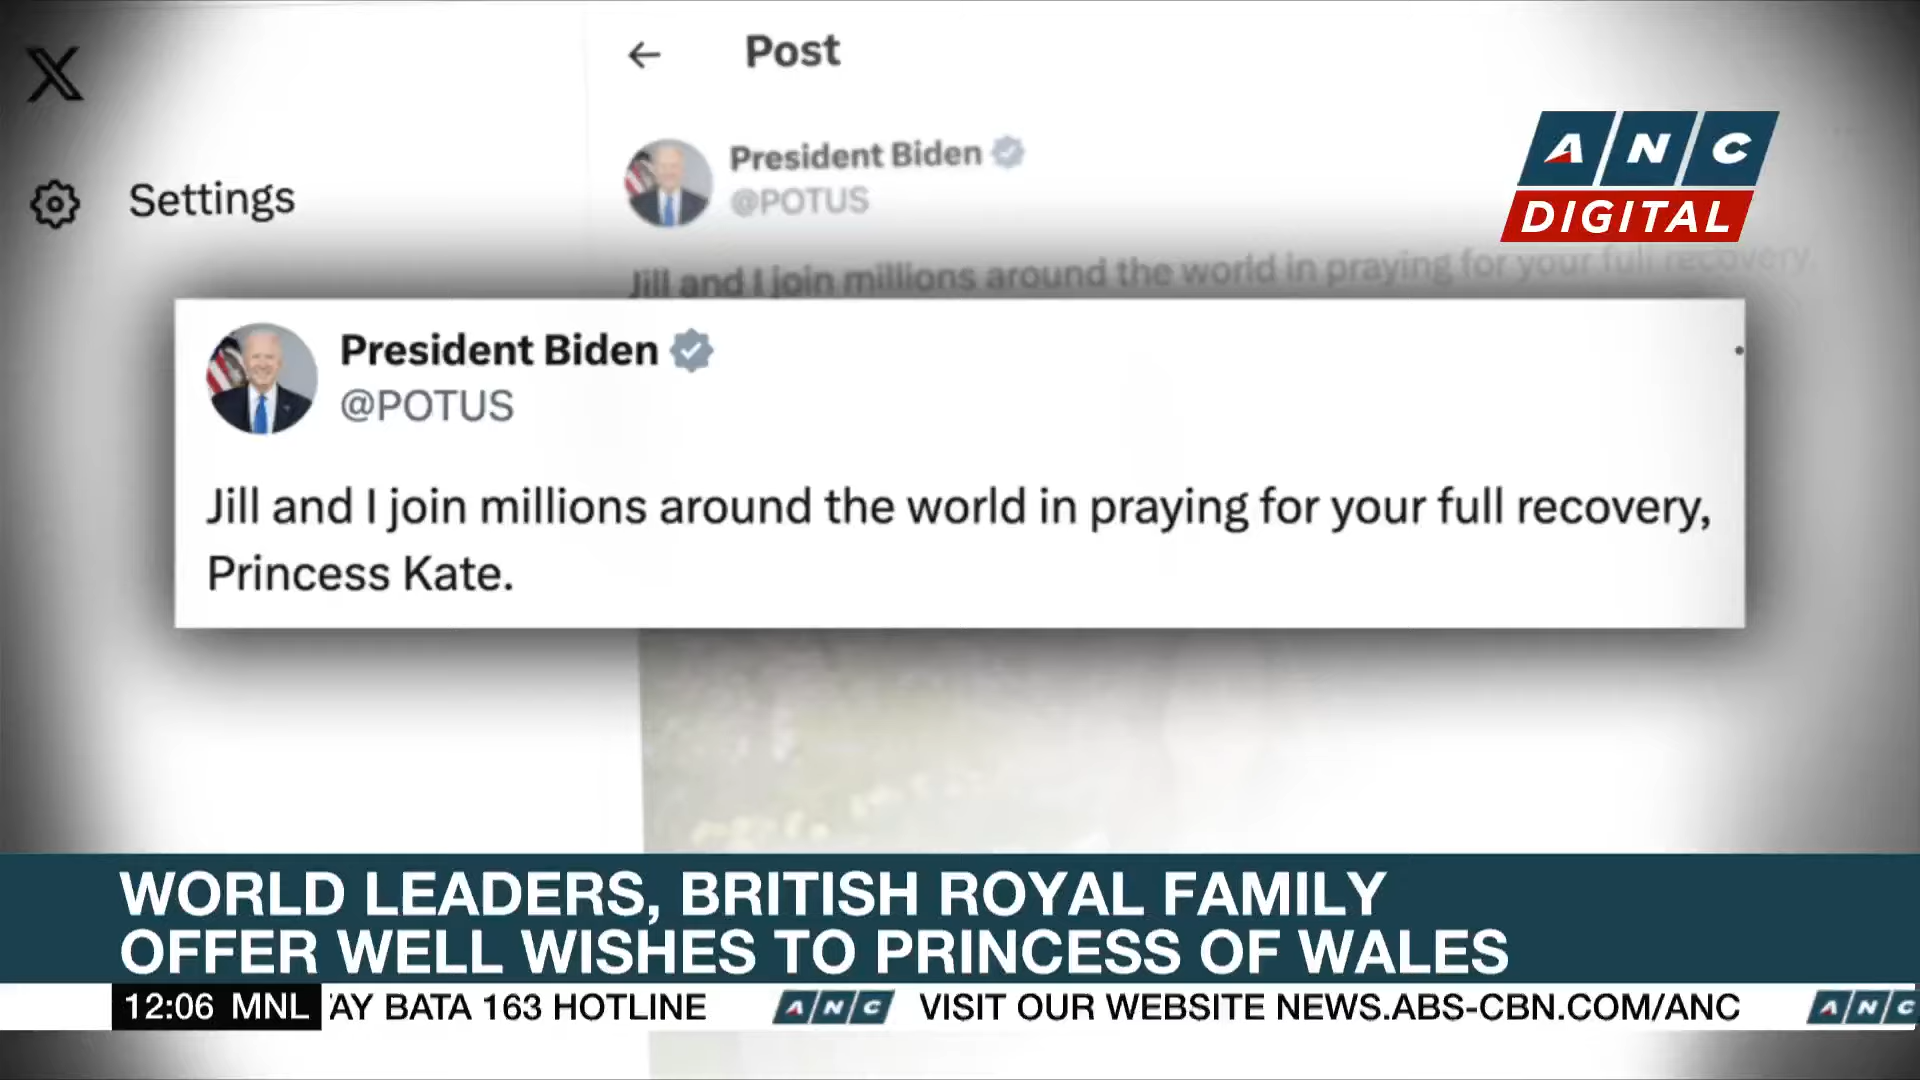 X
Post
Settings
President Biden
@POTUS
Jill and I join millions around the world in praying for your full recovery,
ANC
DIGITAL
President Biden
@POTUS
Jill and I join millions around the world in praying for your full recovery,
Princess Kate.
WORLD LEADERS, BRITISH ROYAL FAMILY
OFFER WELL WISHES TO PRINCESS OF WALES
12:06 MNL AY BATA 163 HOTLINE ANC VISIT OUR WEBSITE NEWS.ABS-CBN.COM/ANC ANC